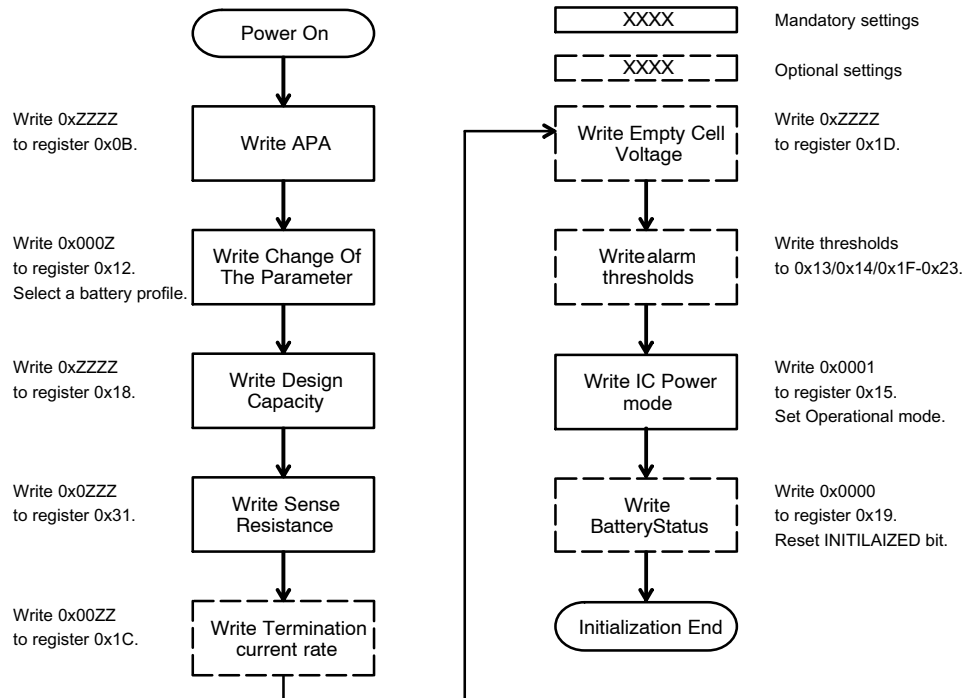 Power On
Write 0xZZZZ
to register 0x0B.
Write APA
Write 0x000Z
to register 0x12.
Select a battery profile.
Write Change Of
The Parameter
Write 0xZZZZ
to register 0x18.
Write Design
Capacity
Write 0x0ZZZ
to register 0x31.
Write Sense
Resistance
Write 0x00ZZ
to register 0x1C.
Write Termination
current rate
XXXX
Mandatory settings
XXXX
Optional settings
Write Empty Cell
Voltage
Write 0xZZZZ
to register 0x1D.
Writealarm
thresholds
Write thresholds
to 0x13/0x14/0x1F-0x23.
Write IC Power
mode
Write 0x0001
to register 0x15.
Set Operational mode.
Write
BatteryStatus
Write 0x0000
to register 0x19.
Reset INITILAIZED bit.
Initialization End